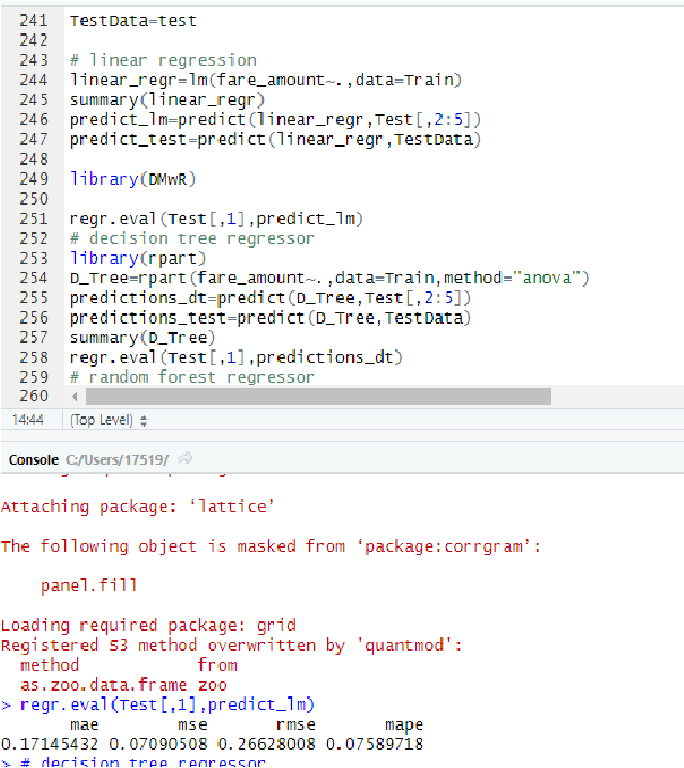 241 TestData=test
242
243 # linear regression
244 linear_regr=lm(fare_amount~.,data=Train)
245 summary(linear_regr)
246 predict_lm=predict(linear_regr,Test[,2:5])
247 predict_test=predict(linear_regr,TestData)
248
249 library(DMwR)
250
251 regr.eval(Test[,1],predict_lm)
252 # decision tree regressor
253 library(rpart)
254 D_Tree=rpart(fare_amount~.,data=Train,method="anova")
255 predictions_dt=predict(D_Tree,Test[,2:5])
256 predictions_test=predict(D_Tree,TestData)
257 summary(D_Tree)
258 regr.eval(Test[,1],predictions_dt)
259 # random forest regressor
260
14:44 (Top Level)
Console C:/Users/17519/
Attaching package: ‘lattice’
The following object is masked from ‘package:corrgram’:
panel.fill
Loading required package: grid
Registered S3 method overwritten by 'quantmod':
method from
as.zoo.data.frame zoo
> regr.eval(Test[,1],predict_lm)
mae mse rmse mape
0.17145432 0.07090508 0.26628008 0.07589718
> # decision tree regressor